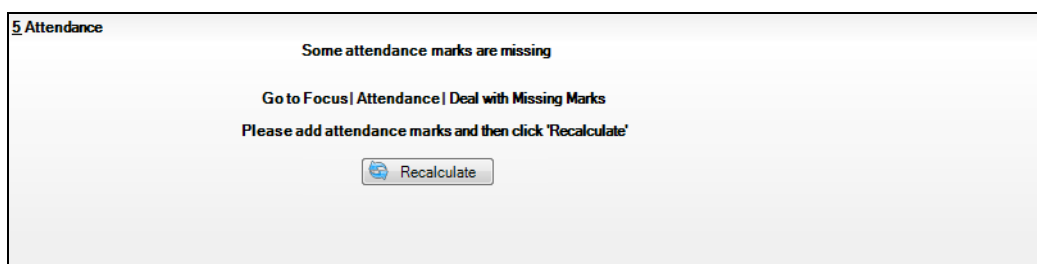 5 Attendance
Some attendance marks are missing
Go to Focus| Attendance| Deal with Missing Marks
Please add attendance marks and then click 'Recalculate'
Recalculate